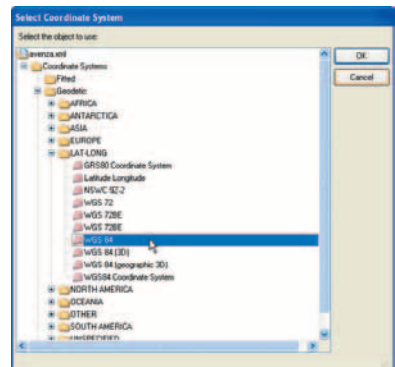 Select Coordinate System
Select the object to use:
avenza.xml
Coordinate Systems
Fitted
Geodetic
AFRICA
ANTARCTICA
ASIA
EUROPE
LAT-LONG
GRS80 Coordinate System
Latitude Longitude
NSWC 9Z-2
WGS 72
WGS 72BE
WGS 72BE
WGS 84
WGS 84 (3D)
WGS 84 (geographic 3D)
WGS84 Coordinate System
NORTH AMERICA
OCEANIA
OTHER
SOUTH AMERICA
UNSPECIFIED
OK
Cancel